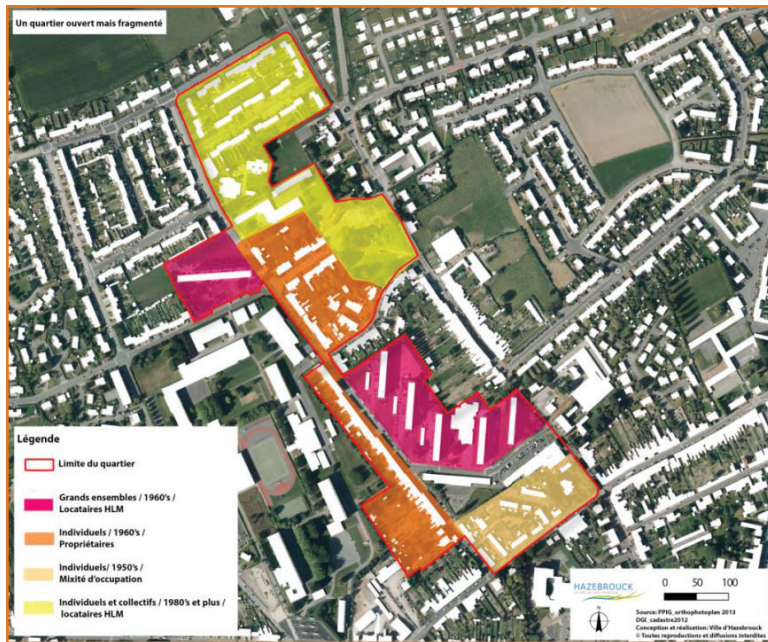 Un quartier ouvert mais fragmenté
Légende
Limite du quartier
Grands ensembles / 1960's /
Locataires HLM
Individuels / 1960's /
Propriétaires
Individuels/ 1950's /
Mixité d'occupation
Individuels et collectifs / 1980's et plus /
locataires HLM
HAZEBROUCK
0 50 100
Source: PPIG_orthophotoplan 2013
DGI_cadastre2012
Conception et réalisation: Ville d'Hazebrouck
© Toutes reproductions et diffusions interdites